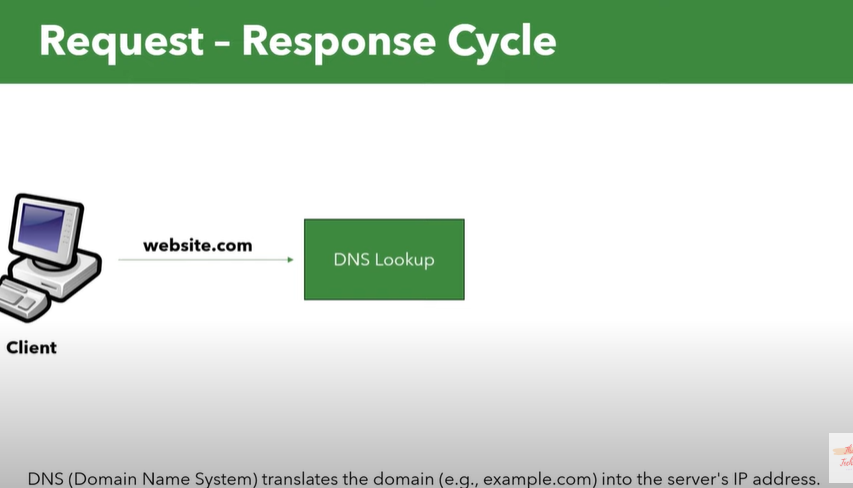 Request – Response Cycle
website.com
DNS Lookup
Client
DNS (Domain Name System) translates the domain (e.g., example.com) into the server's IP address.